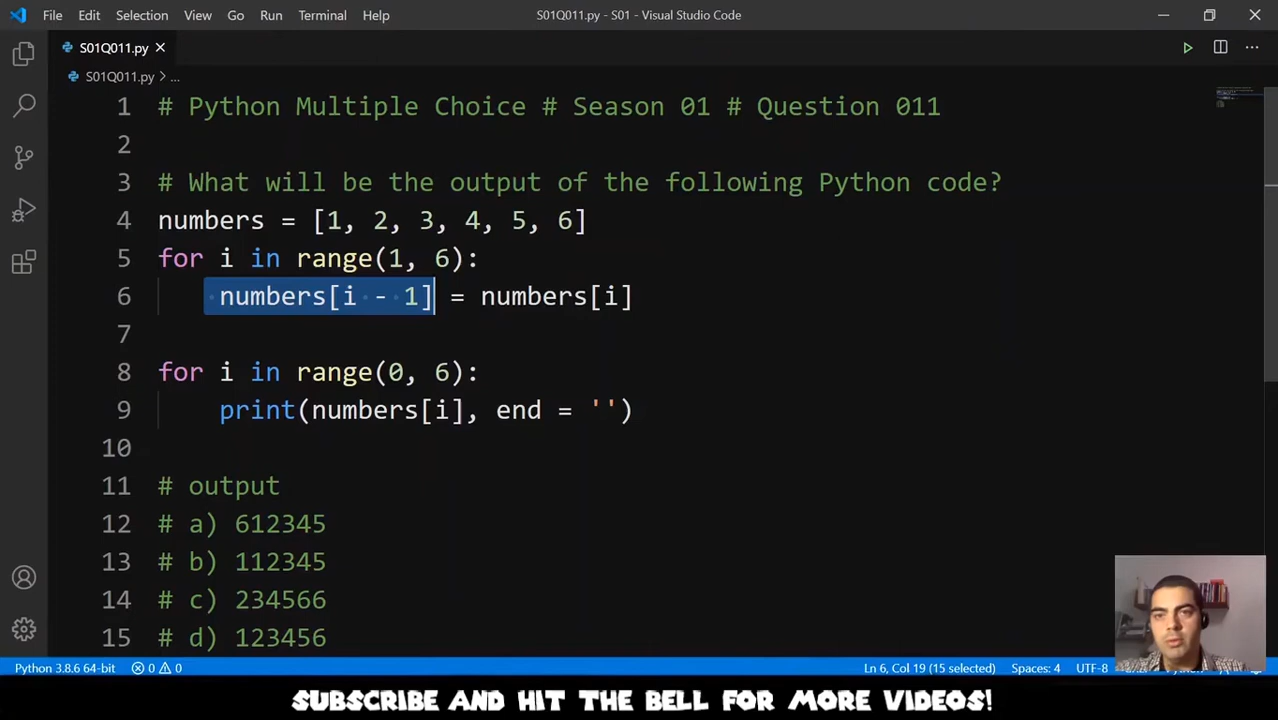 File Edit Selection View Go Run Terminal Help S01Q011.py - S01 - Visual Studio Code
S01Q011.py
S01Q011.py > ...
1 # Python Multiple Choice # Season 01 # Question 011
2
3 # What will be the output of the following Python code?
4 numbers = [1, 2, 3, 4, 5, 6]
5 for i in range(1, 6):
6 numbers[i - 1] = numbers[i]
7
8 for i in range(0, 6):
9 print(numbers[i], end = '')
10
11 # output
12 # a) 612345
13 # b) 112345
14 # c) 234566
15 # d) 123456
Python 3.8.6 64-bit 0 0 Ln 6, Col 19 (15 selected) Spaces: 4 UTF-8
SUBSCRIBE AND HIT THE BELL FOR MORE VIDEOS!